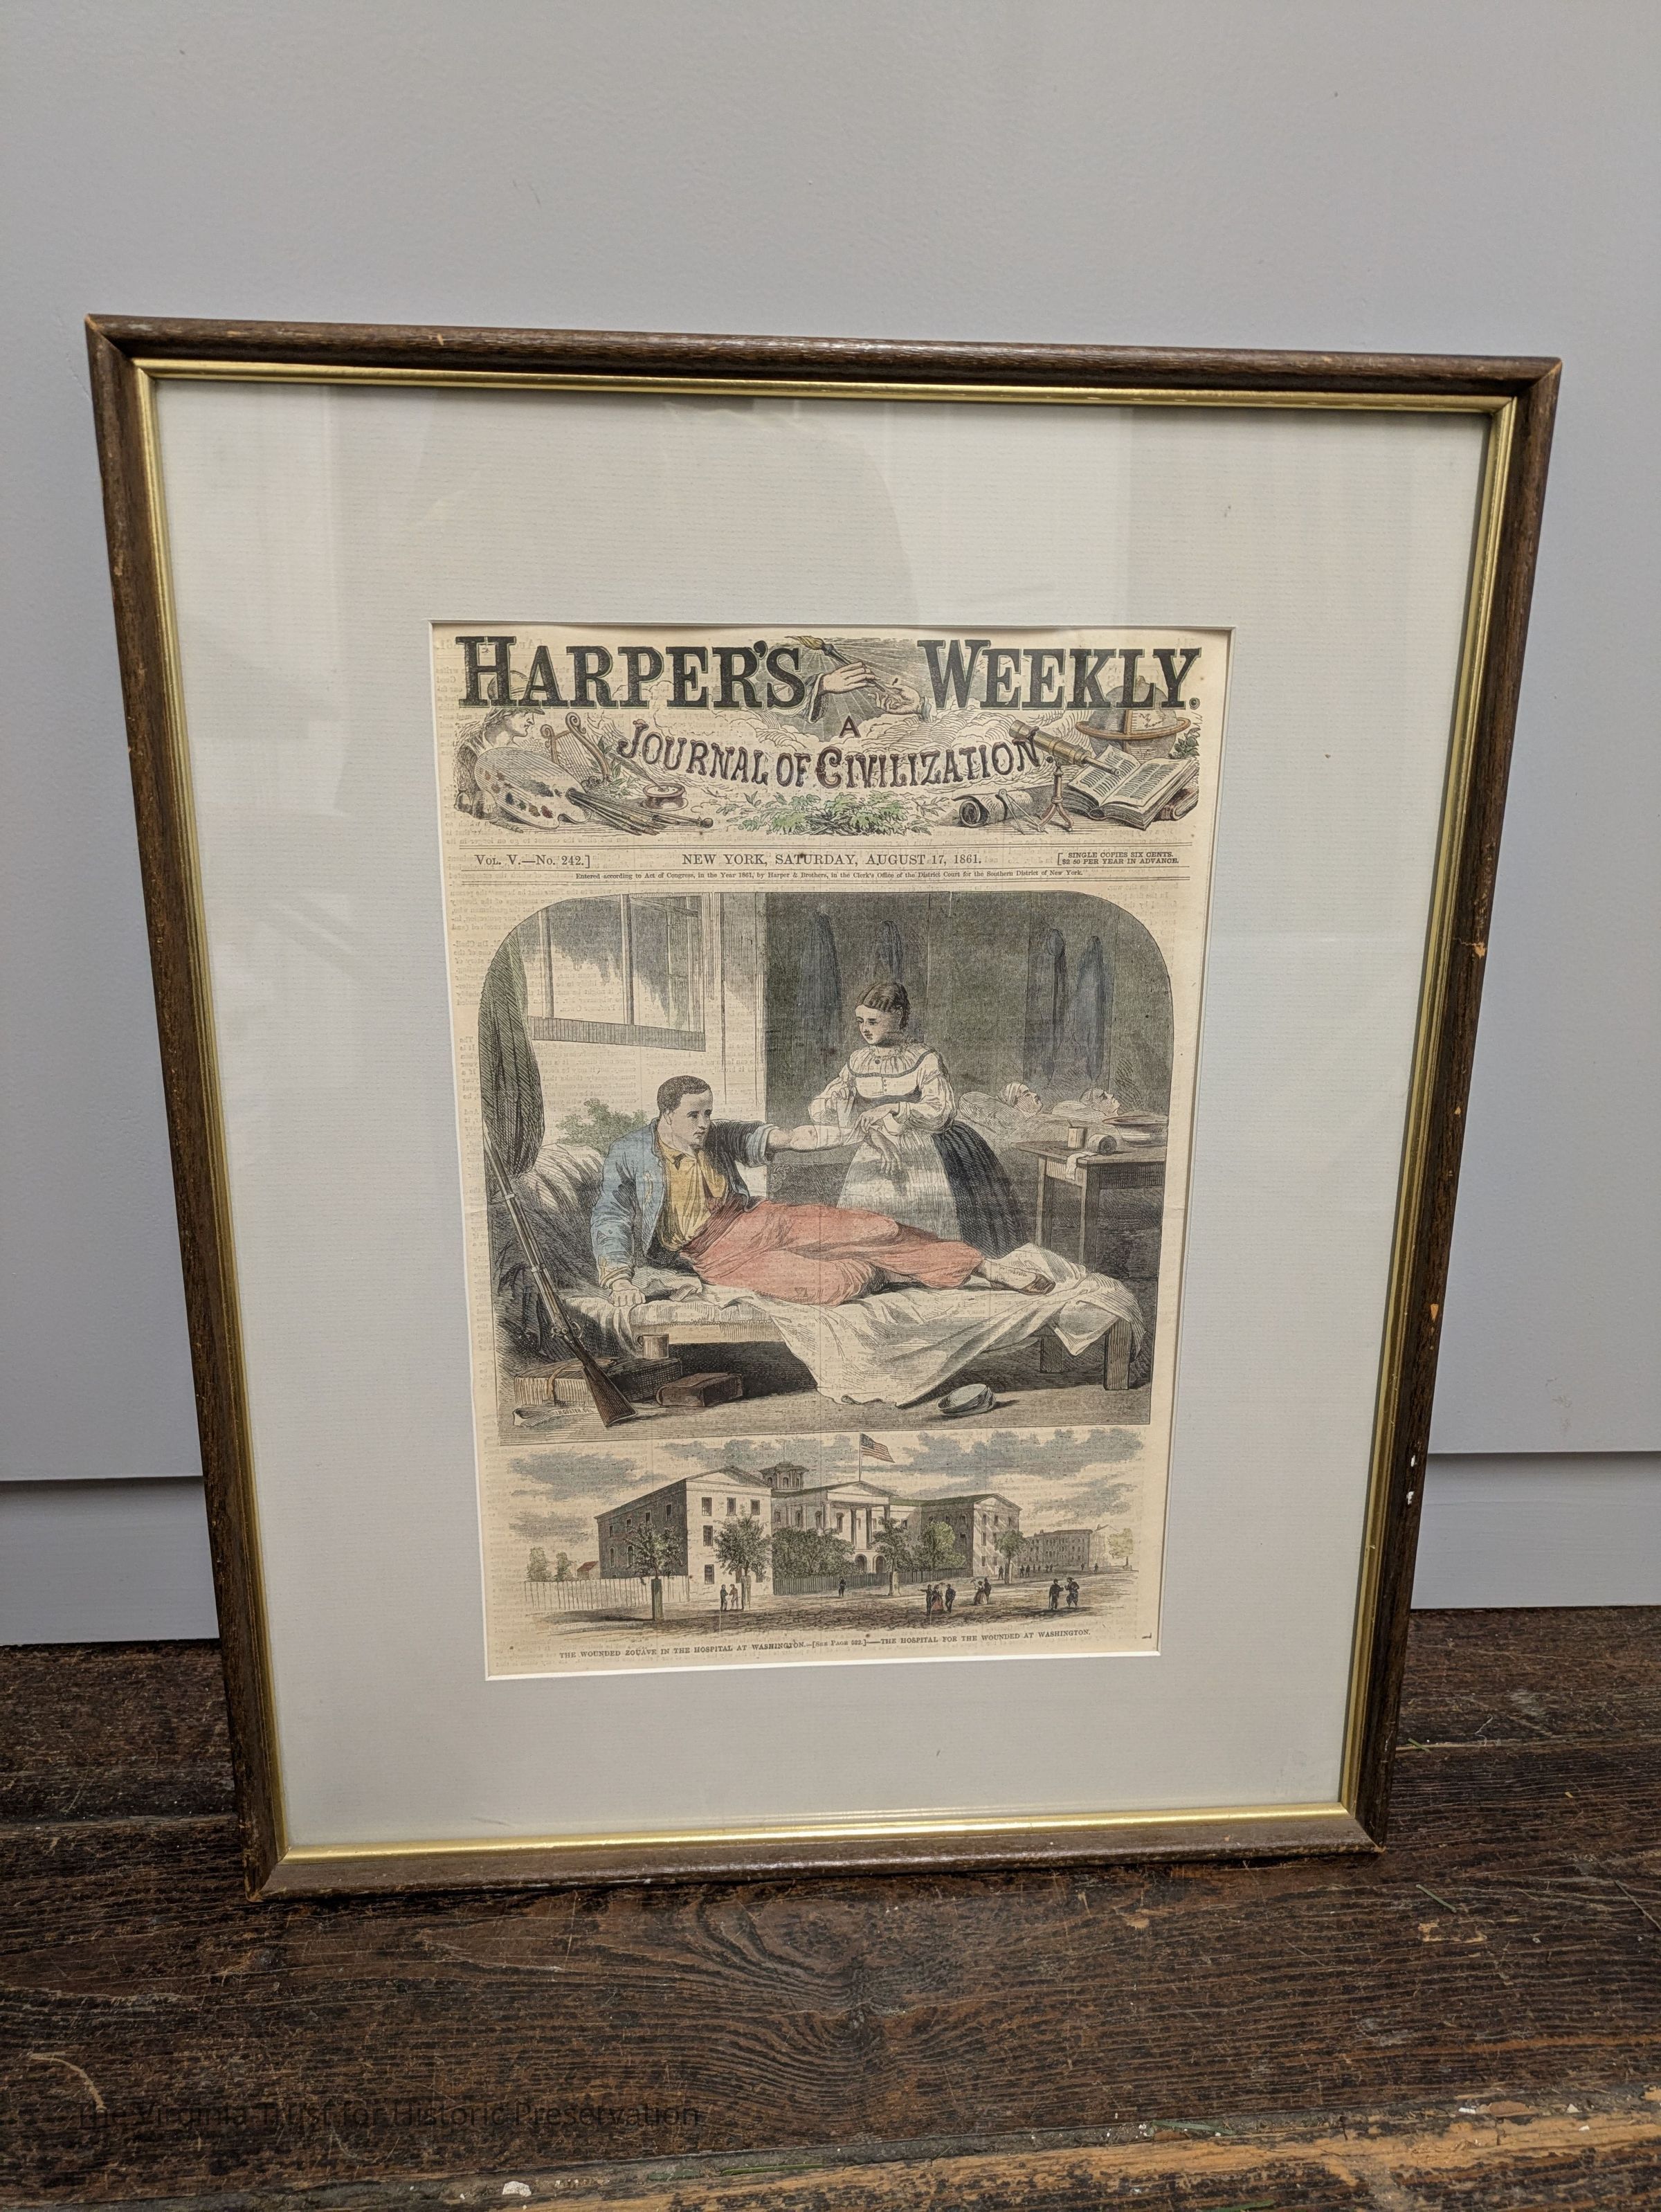 HARPER'S WEEKLY.
A
JOURNAL OF CIVILIZATION
VOL. V.—No. 242.] NEW YORK, SATURDAY, AUGUST 17, 1861. [SINGLE COPIES SIX CENTS.
$2 50 PER YEAR IN ADVANCE.
Entered according to Act of Congress, in the Year 1861, by Harper & Brothers, in the Clerk's Office of the District Court for the Southern District of New York.
THE WOUNDED ZOUAVE IN THE HOSPITAL AT WASHINGTON.—[SEE PAGE]——THE HOSPITAL FOR THE WOUNDED AT WASHINGTON.
The Virginia Trust for Historic Preservation